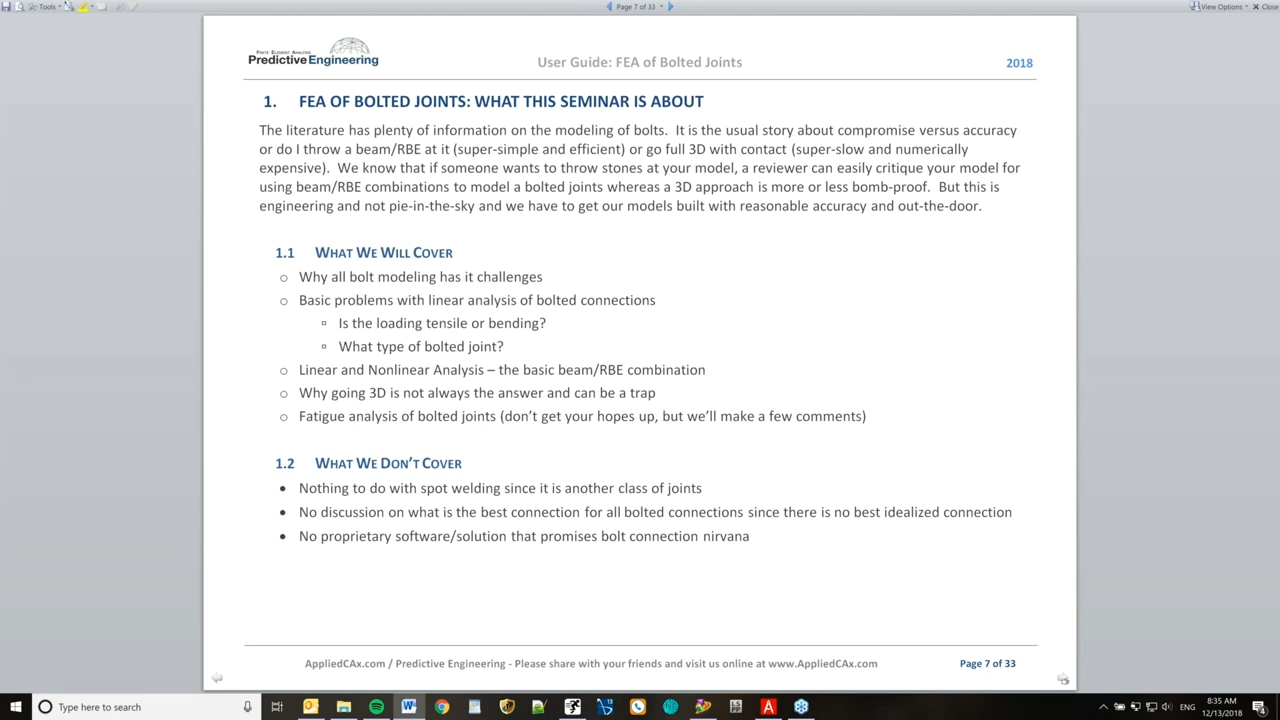 Tools
Page 7 of 33
View Options
Close
FINITE ELEMENT ANALYSIS
PredictiveEngineering
User Guide: FEA of Bolted Joints
2018
1. FEA OF BOLTED JOINTS: WHAT THIS SEMINAR IS ABOUT
The literature has plenty of information on the modeling of bolts. It is the usual story about compromise versus accuracy
or do I throw a beam/RBE at it (super-simple and efficient) or go full 3D with contact (super-slow and numerically
expensive). We know that if someone wants to throw stones at your model, a reviewer can easily critique your model for
using beam/RBE combinations to model a bolted joints whereas a 3D approach is more or less bomb-proof. But this is
engineering and not pie-in-the-sky and we have to get our models built with reasonable accuracy and out-the-door.
1.1 WHAT WE WILL COVER
o Why all bolt modeling has it challenges
o Basic problems with linear analysis of bolted connections
▫ Is the loading tensile or bending?
▫ What type of bolted joint?
o Linear and Nonlinear Analysis – the basic beam/RBE combination
o Why going 3D is not always the answer and can be a trap
o Fatigue analysis of bolted joints (don't get your hopes up, but we'll make a few comments)
1.2 WHAT WE DON'T COVER
• Nothing to do with spot welding since it is another class of joints
• No discussion on what is the best connection for all bolted connections since there is no best idealized connection
• No proprietary software/solution that promises bolt connection nirvana
AppliedCAx.com / Predictive Engineering - Please share with your friends and visit us online at www.AppliedCAx.com
Page 7 of 33
Type here to search
ENG
8:35 AM
12/13/2018